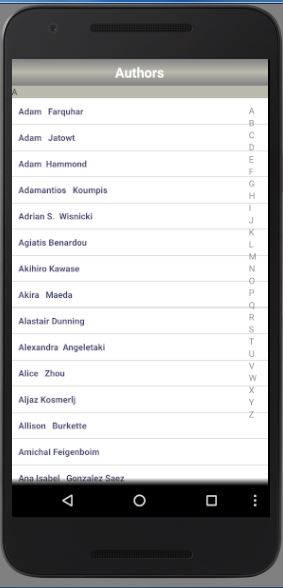 Authors
A
Adam Farquhar
Adam Jatowt
Adam Hammond
Adamantios Koumpis
Adrian S. Wisnicki
Agiatis Benardou
Akihiro Kawase
Akira Maeda
Alastair Dunning
Alexandra Angeletaki
Alice Zhou
Aljaz Kosmerlj
Allison Burkette
Amichal Feigenboim
Ana Isabel Gonzalez Saez
A
B
C
D
E
F
G
H
I
J
K
L
M
N
O
P
Q
R
S
T
U
V
W
X
Y
Z